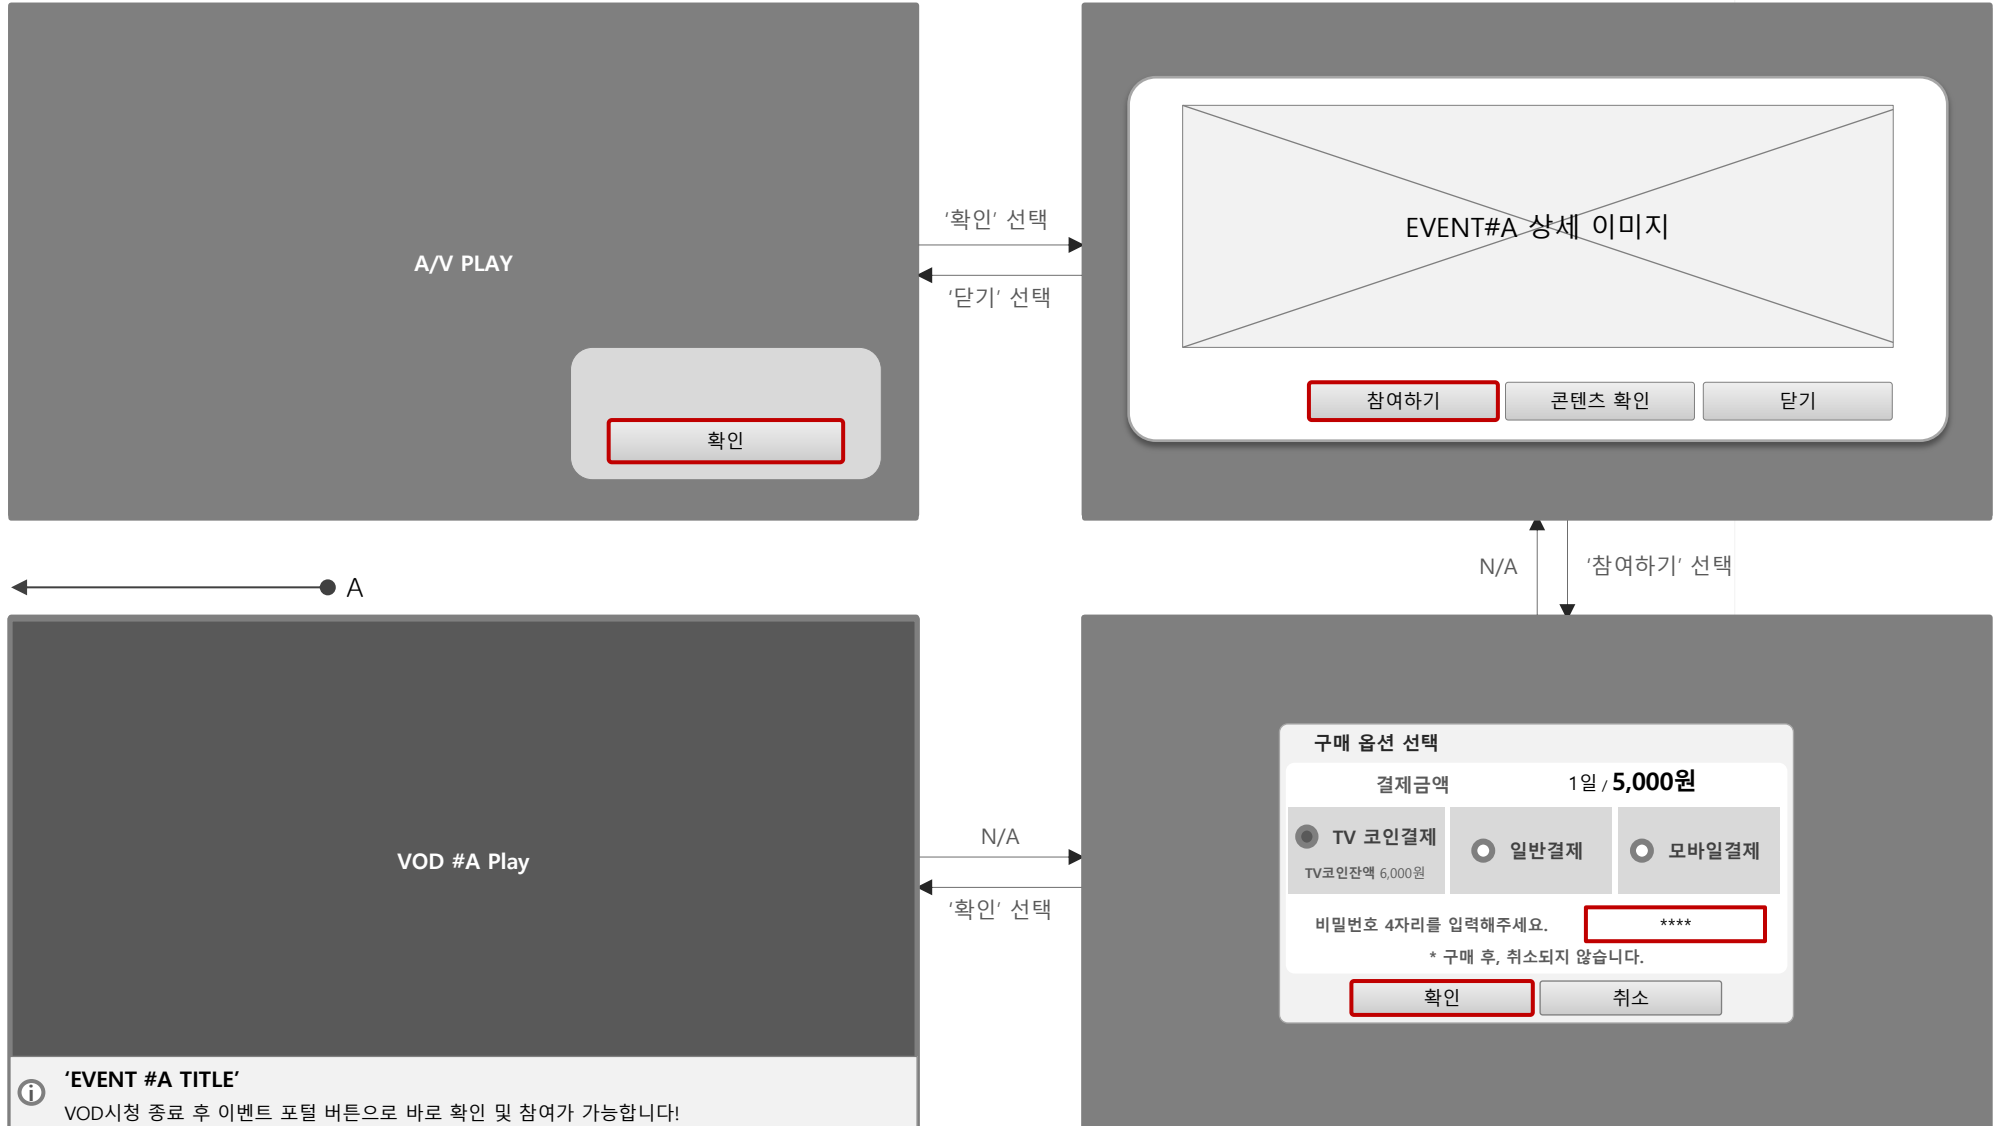 A/V PLAY
확인
‘확인’ 선택
‘닫기’ 선택
EVENT#A 상세 이미지
참여하기
콘텐츠 확인
닫기
N/A
‘참여하기’ 선택
A
VOD #A Play
‘EVENT #A TITLE’
VOD시청 종료 후 이벤트 포털 버튼으로 바로 확인 및 참여가 가능합니다!
N/A
‘확인’ 선택
구매 옵션 선택
결제금액 1일 / 5,000원
TV 코인결제
TV코인잔액 6,000원
일반결제
모바일결제
비밀번호 4자리를 입력해주세요. ****
* 구매 후, 취소되지 않습니다.
확인
취소